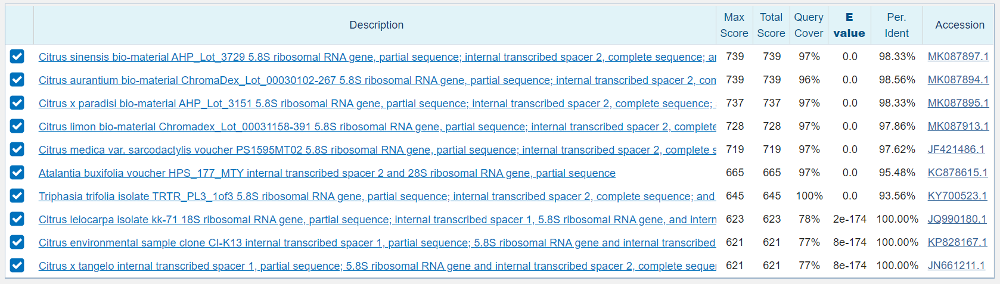 Description Max Score Total Score Query Cover E value Per. Ident Accession
Citrus sinensis bio-material AHP_Lot_3729 5.8S ribosomal RNA gene, partial sequence; internal transcribed spacer 2, complete sequence; a 739 739 97% 0.0 98.33% MK087897.1
Citrus aurantium bio-material ChromaDex_Lot_00030102-267 5.8S ribosomal RNA gene, partial sequence; internal transcribed spacer 2, com 739 739 96% 0.0 98.56% MK087894.1
Citrus x paradisi bio-material AHP_Lot_3151 5.8S ribosomal RNA gene, partial sequence; internal transcribed spacer 2, complete sequence; 737 737 97% 0.0 98.33% MK087895.1
Citrus limon bio-material Chromadex_Lot_00031158-391 5.8S ribosomal RNA gene, partial sequence; internal transcribed spacer 2, complete 728 728 97% 0.0 97.86% MK087913.1
Citrus medica var. sarcodactylis voucher PS1595MT02 5.8S ribosomal RNA gene, partial sequence; internal transcribed spacer 2, complete s 719 719 97% 0.0 97.62% JF421486.1
Atalantia buxifolia voucher HPS_177_MTY internal transcribed spacer 2 and 28S ribosomal RNA gene, partial sequence 665 665 97% 0.0 95.48% KC878615.1
Triphasia trifolia isolate TRTR_PL3_1of3 5.8S ribosomal RNA gene, partial sequence; internal transcribed spacer 2, complete sequence; and 645 645 100% 0.0 93.56% KY700523.1
Citrus leiocarpa isolate kk-71 18S ribosomal RNA gene, partial sequence; internal transcribed spacer 1, 5.8S ribosomal RNA gene, and intern 623 623 78% 2e-174 100.00% JQ990180.1
Citrus environmental sample clone CI-K13 internal transcribed spacer 1, partial sequence; 5.8S ribosomal RNA gene and internal transcribed 621 621 77% 8e-174 100.00% KP828167.1
Citrus x tangelo internal transcribed spacer 1, partial sequence; 5.8S ribosomal RNA gene and internal transcribed spacer 2, complete seque 621 621 77% 8e-174 100.00% JN661211.1